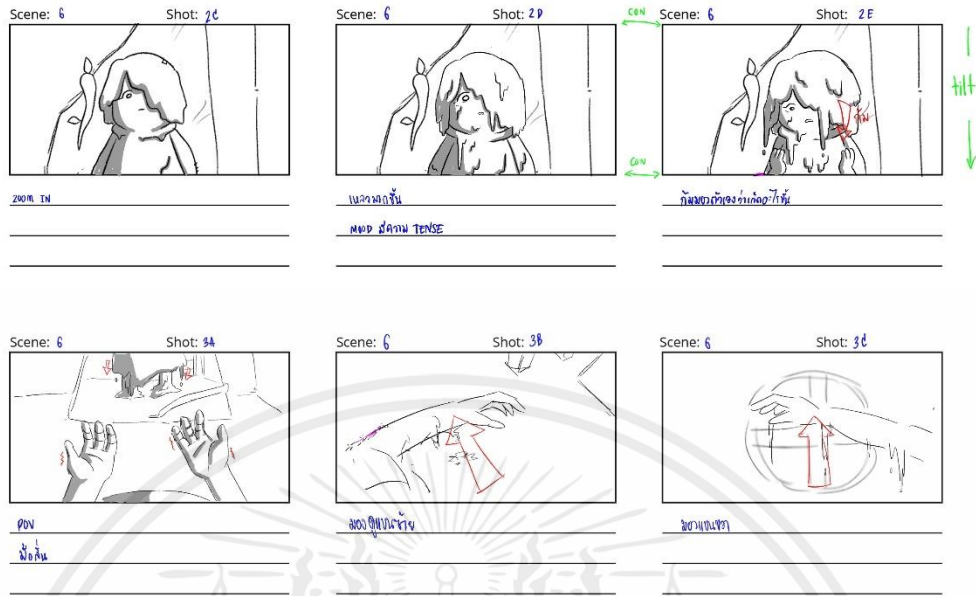 Scene: 6 Shot: 2C
Scene: 6 Shot: 2D
CON
Scene: 6 Shot: 2E
tilt
ก้ม
CON
ZOOM IN
เหลวมากขึ้น
MOOD มีความ TENSE
ก้มมองตัวเองว่าเกิดอะไรขึ้น
Scene: 6 Shot: 3A
Scene: 6 Shot: 3B
Scene: 6 Shot: 3C
POV
มือสั่น
มองดูแขนซ้าย
มองแขนขวา